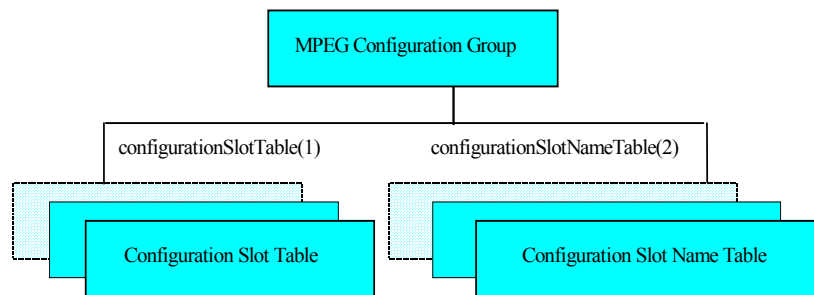 MPEG Configuration Group
configurationSlotTable(1)
configurationSlotNameTable(2)
Configuration Slot Table
Configuration Slot Name Table